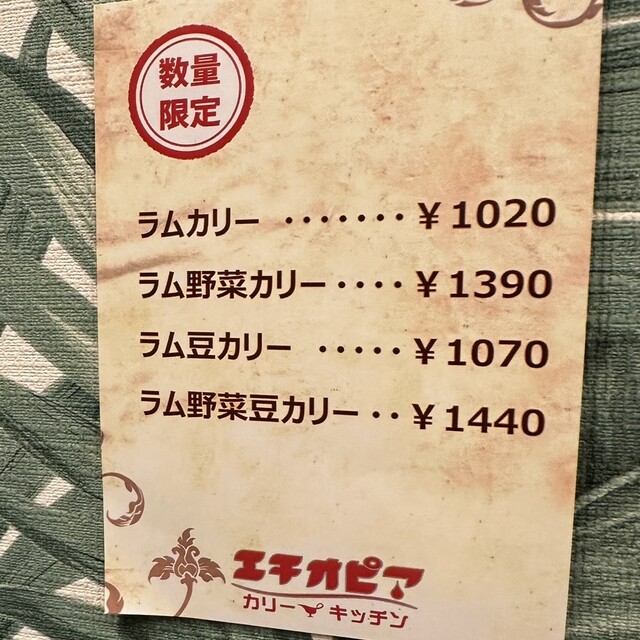 数量
限定
ラムカリー ・・・・・・・ ¥1020
ラム野菜カリー・・・・ ¥1390
ラム豆カリー ・・・・・ ¥1070
ラム野菜豆カリー・・ ¥1440
エチオピア
カリー キッチン